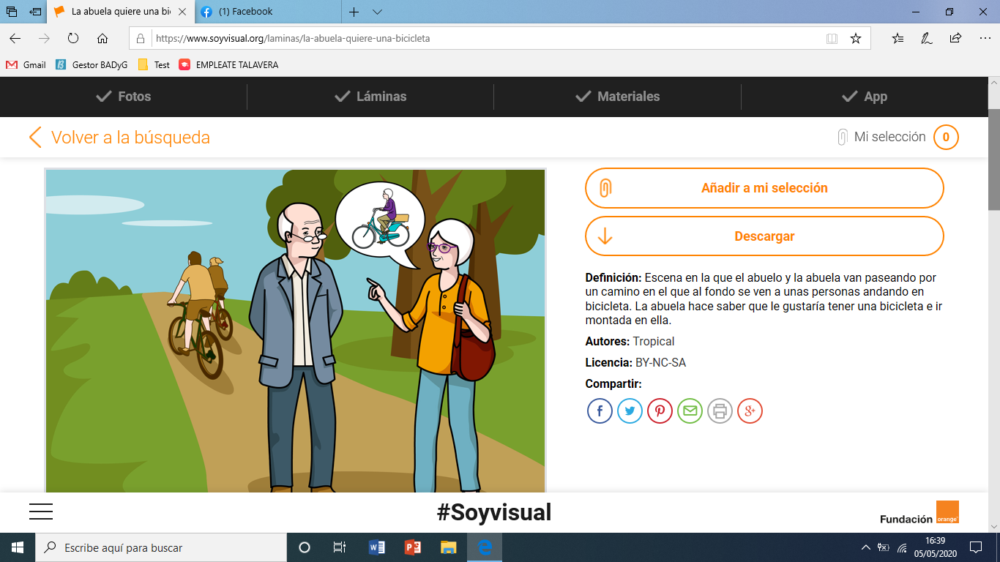 La abuela quiere una bi
(1) Facebook
https://www.soyvisual.org/laminas/la-abuela-quiere-una-bicicleta
Gmail
Gestor BADyG
Test
EMPLEATE TALAVERA
Fotos
Láminas
Materiales
App
Volver a la búsqueda
Mi selección 0
Añadir a mi selección
Descargar
Definición: Escena en la que el abuelo y la abuela van paseando por
un camino en el que al fondo se ven a unas personas andando en
bicicleta. La abuela hace saber que le gustaría tener una bicicleta e ir
montada en ella.
Autores: Tropical
Licencia: BY-NC-SA
Compartir:
#Soyvisual
Fundación
orange
Escribe aquí para buscar
16:39
05/05/2020